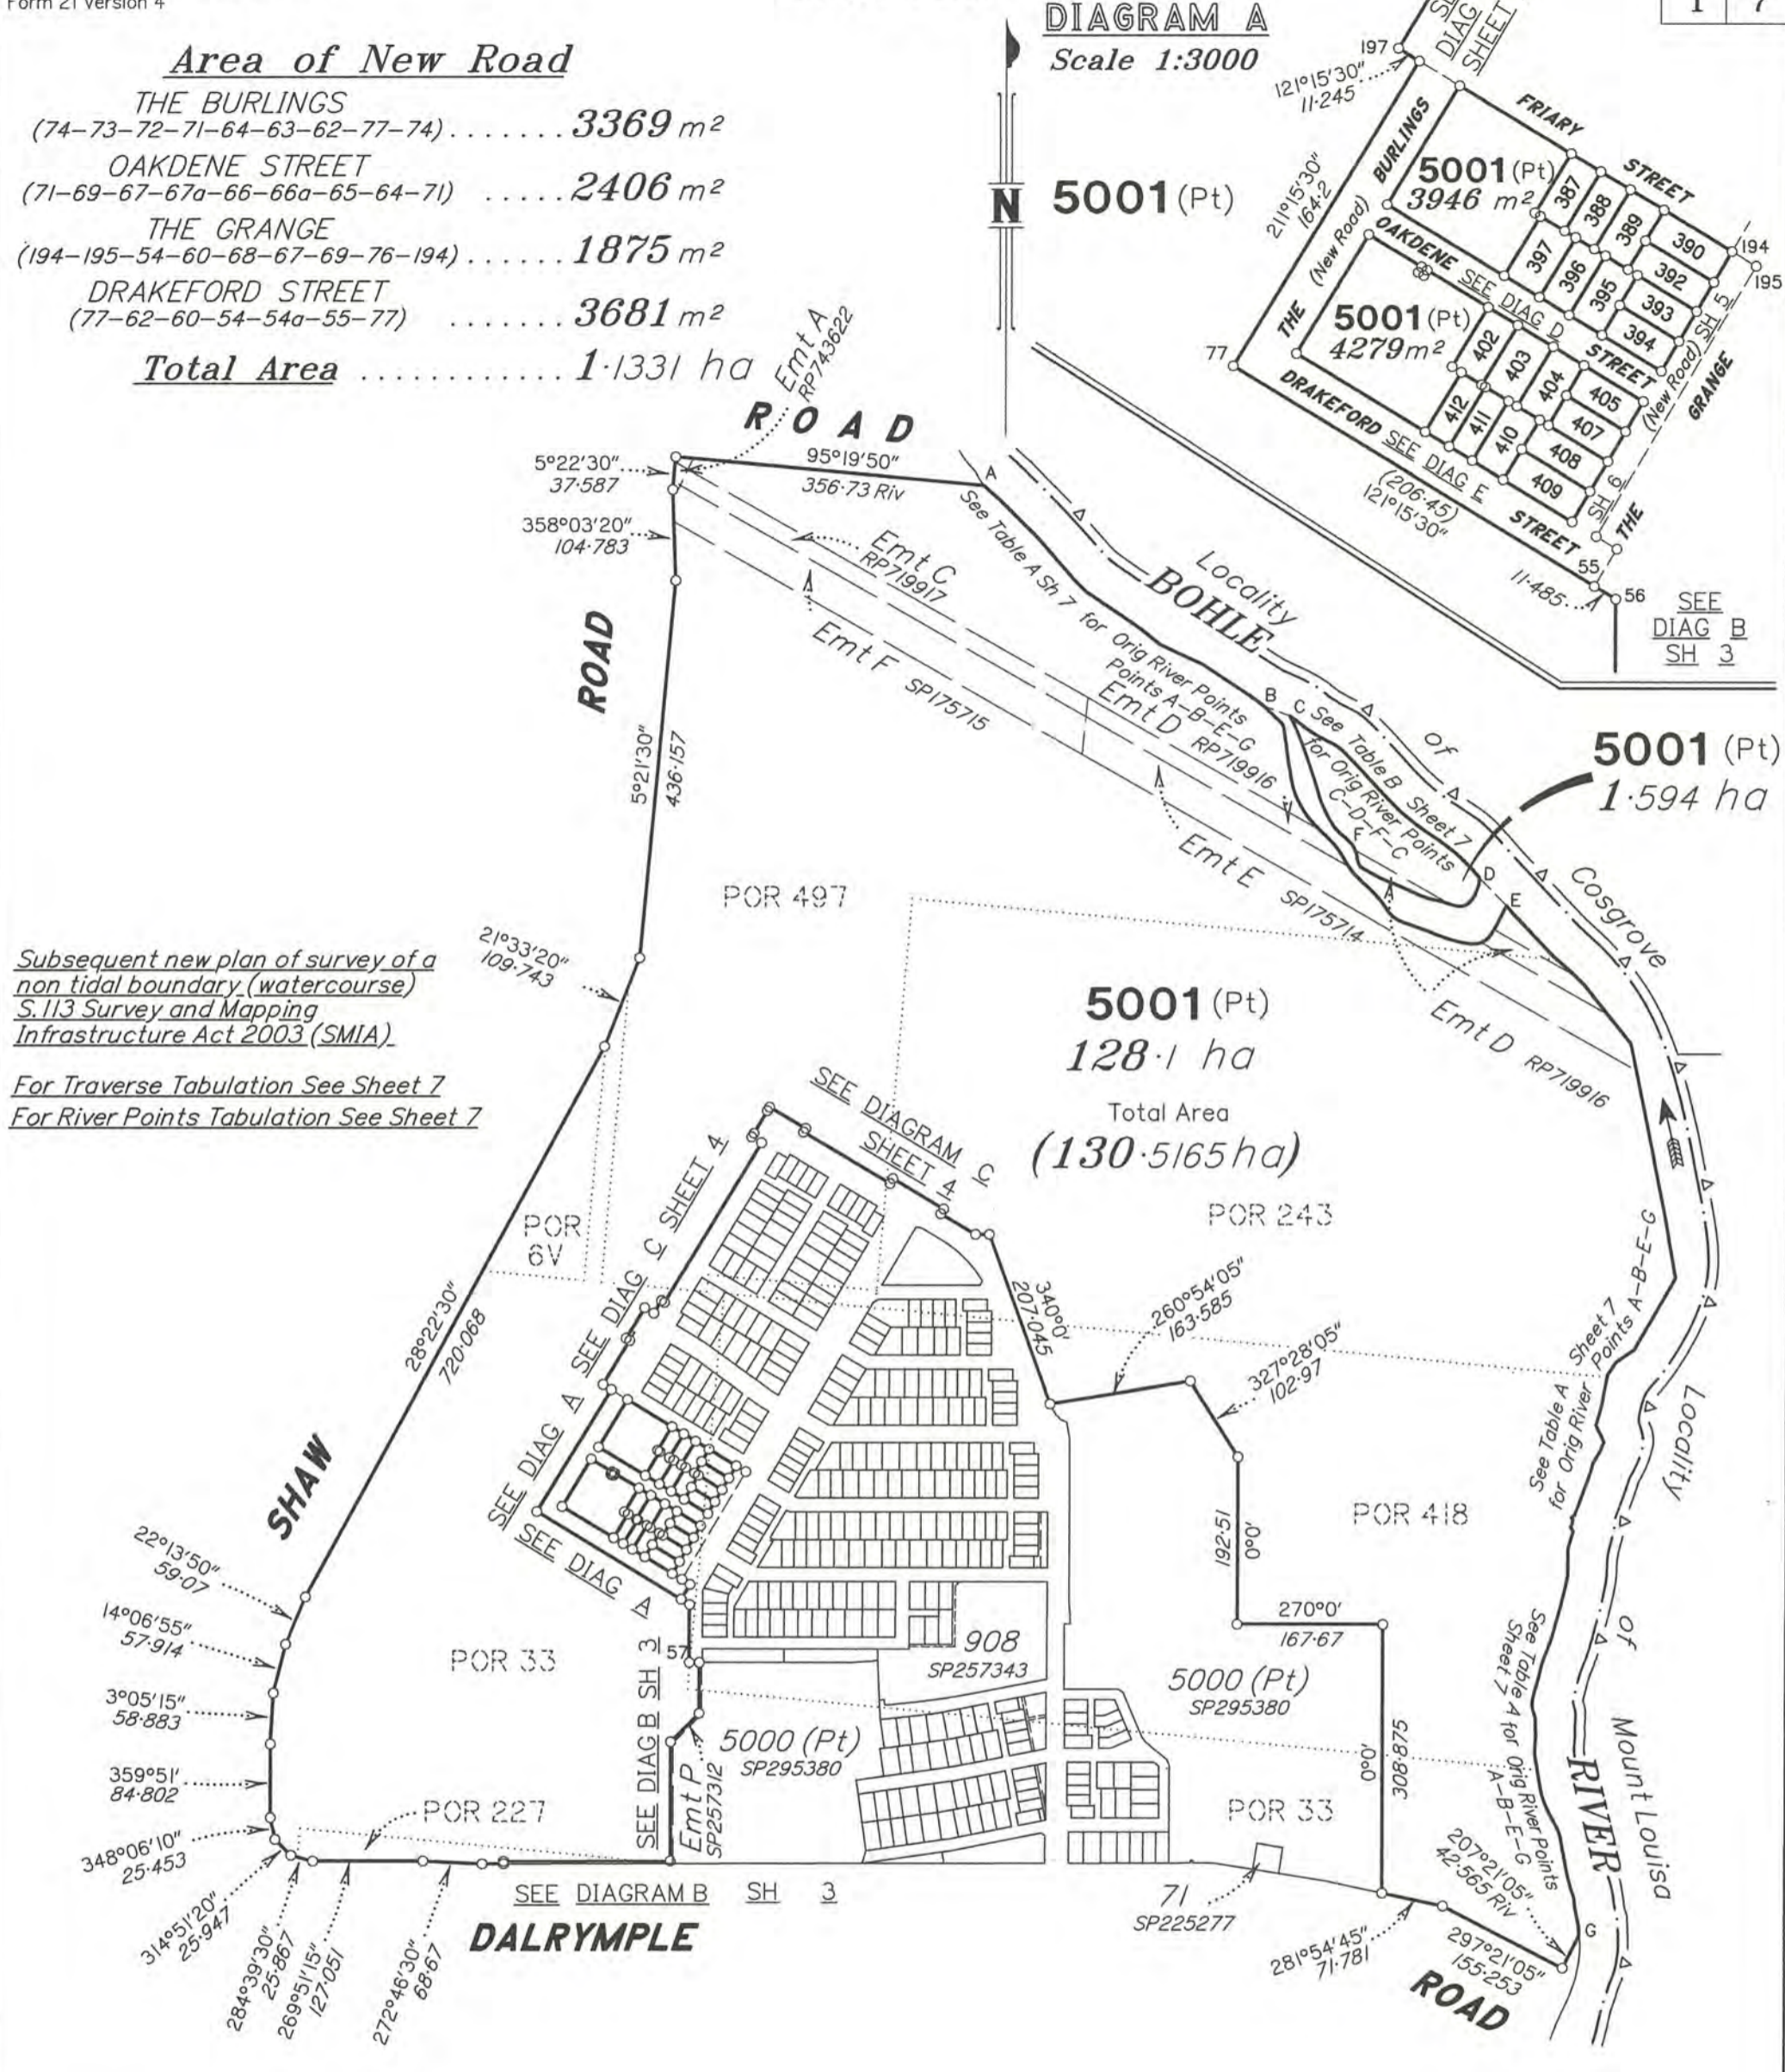 Form 21 Version 4
1 7
Area of New Road
THE BURLINGS
(74-73-72-71-64-63-62-77-74) ....... 3369 m²
OAKDENE STREET
(71-69-67-67a-66-66a-65-64-71) ..... 2406 m²
THE GRANGE
(194-195-54-60-68-67-69-76-194) ...... 1875 m²
DRAKEFORD STREET
(77-62-60-54-54a-55-77) ....... 3681 m²
Total Area ............. 1·1331 ha
DIAGRAM A
Scale 1:3000
N
5001 (Pt)
DIAG
SHEET
197
121°15'30"
11·245
211°15'30"
164·2
FRIARY STREET
THE (New Road) BURLINGS
5001 (Pt)
3946 m²
387
388
389
390
392
393
394
395
396
397
194
195
OAKDENE SEE DIAG D STREET
SH 5
5001 (Pt)
4279m²
402
403
404
405
407
408
409
410
411
412
THE (New Road) GRANGE
SH 6
77
DRAKEFORD SEE DIAG E STREET
(206·45)
121°15'30"
55
11·485
56
SEE
DIAG B
SH 3
Emt A
RP743622
ROAD
95°19'50"
356·73 Riv
A
5°22'30"
37·587
358°03'20"
104·783
ROAD
5°21'30"
436·157
Emt C
RP719917
Emt F SP175715
See Table A Sh 7 for Orig River Points
Points A-B-E-G
Emt D RP719916
Locality
BOHLE
of
Cosgrove
B
C
See Table B Sheet 7
for Orig River Points
C-D-F-C
F
D
E
5001 (Pt)
1·594 ha
Emt E SP175714
Emt D RP719916
POR 497
21°33'20"
109·743
Subsequent new plan of survey of a
non tidal boundary (watercourse)
S.113 Survey and Mapping
Infrastructure Act 2003 (SMIA)
For Traverse Tabulation See Sheet 7
For River Points Tabulation See Sheet 7
5001 (Pt)
128·1 ha
Total Area
(130·5165 ha)
SEE DIAGRAM C
SHEET 4
SEE DIAG C SHEET 4
POR
6V
POR 243
28°22'30"
720·068
340°0'
207·045
260°54'05"
163·585
327°28'05"
102·97
See Table A Sheet 7
for Orig River Points A-B-E-G
Locality
of
Mount Louisa
SHAW
SEE DIAG A
SEE DIAG A
192·51
0°0'
POR 418
22°13'50"
59·07
14°06'55"
57·914
3°05'15"
58·883
359°51'
84·802
348°06'10"
25·453
314°51'20"
25·947
284°39'30"
25·867
269°51'15"
127·051
272°46'30"
68·67
POR 33
57
SEE DIAG B SH 3
908
SP257343
270°0'
167·67
5000 (Pt)
SP295380
See Table A for Orig River Points
Sheet 7
A-B-E-G
5000 (Pt)
SP295380
Emt P
SP257312
0°0'
308·875
POR 227
POR 33
RIVER
SEE DIAGRAM B SH 3
DALRYMPLE
71
SP225277
207°21'05"
42·565 Riv
G
281°54'45"
71·781
297°21'05"
155·253
ROAD